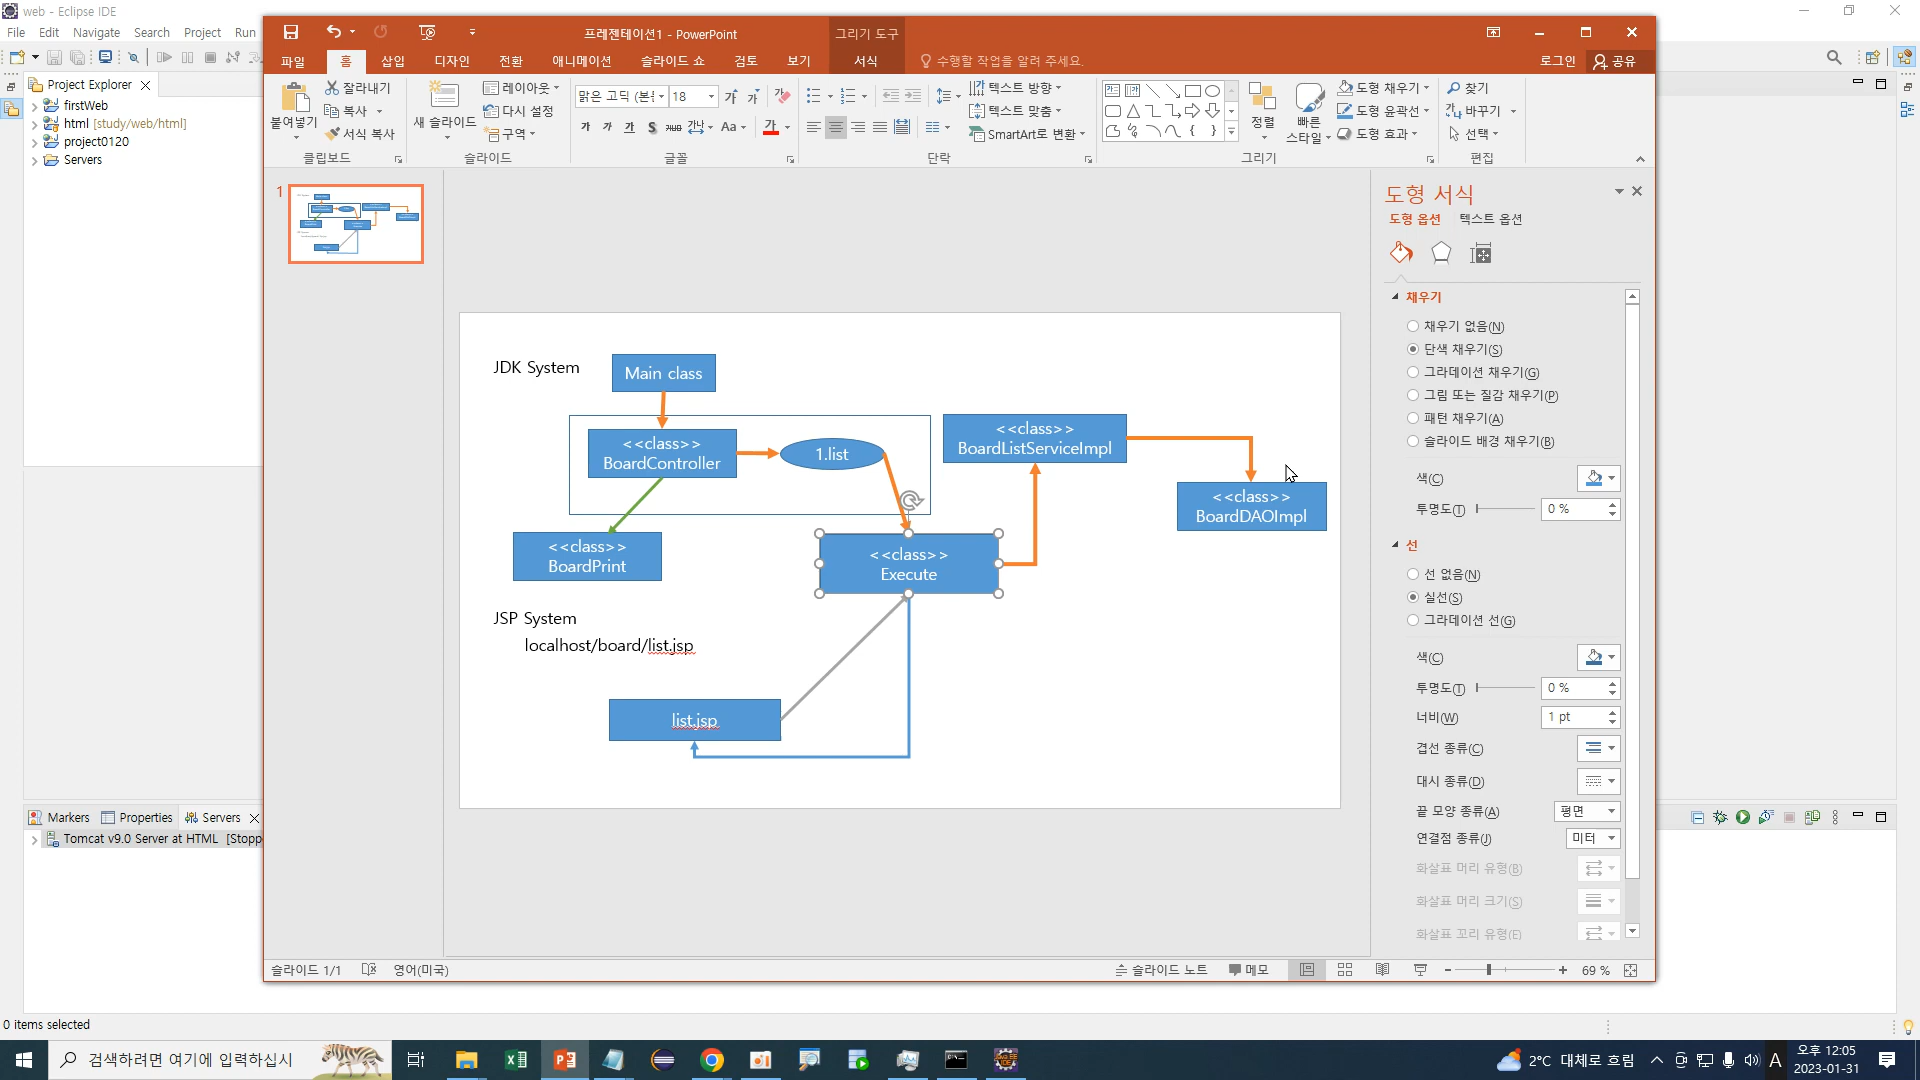 web - Eclipse IDE
File Edit Navigate Search Project Run
Project Explorer
firstWeb
html [study/web/html]
project0120
Servers
프레젠테이션1 - PowerPoint
그리기 도구
파일 홈 삽입 디자인 전환 애니메이션 슬라이드 쇼 검토 보기 서식 수행할 작업을 알려 주세요. 로그인 공유
붙여넣기
잘라내기
복사
서식 복사
클립보드
새 슬라이드
레이아웃
다시 설정
구역
슬라이드
맑은 고딕 (본문 18
가 가
가 가 가 S abc 간 Aa 가
글꼴
텍스트 방향
텍스트 맞춤
SmartArt로 변환
단락
정렬
빠른 스타일
도형 채우기
도형 윤곽선
도형 효과
그리기
찾기
바꾸기
선택
편집
1
JDK System
Main class
<<class>>
BoardController
1.list
<<class>>
BoardListServiceImpl
<<class>>
BoardDAOImpl
<<class>>
BoardPrint
<<class>>
Execute
JSP System
localhost/board/list.jsp
list.jsp
도형 서식
도형 옵션 텍스트 옵션
채우기
채우기 없음(N)
단색 채우기(S)
그라데이션 채우기(G)
그림 또는 질감 채우기(P)
패턴 채우기(A)
슬라이드 배경 채우기(B)
색(C)
투명도(T) 0 %
선
선 없음(N)
실선(S)
그라데이션 선(G)
색(C)
투명도(T) 0 %
너비(W) 1 pt
겹선 종류(C)
대시 종류(D)
끝 모양 종류(A) 평면
연결점 종류(J) 미터
화살표 머리 유형(B)
화살표 머리 크기(S)
화살표 꼬리 유형(E)
슬라이드 1/1 영어(미국)
슬라이드 노트 메모 69 %
Markers Properties Servers
Tomcat v9.0 Server at HTML [Stopp
0 items selected
검색하려면 여기에 입력하십시
2°C 대체로 흐림 A
오후 12:05
2023-01-31